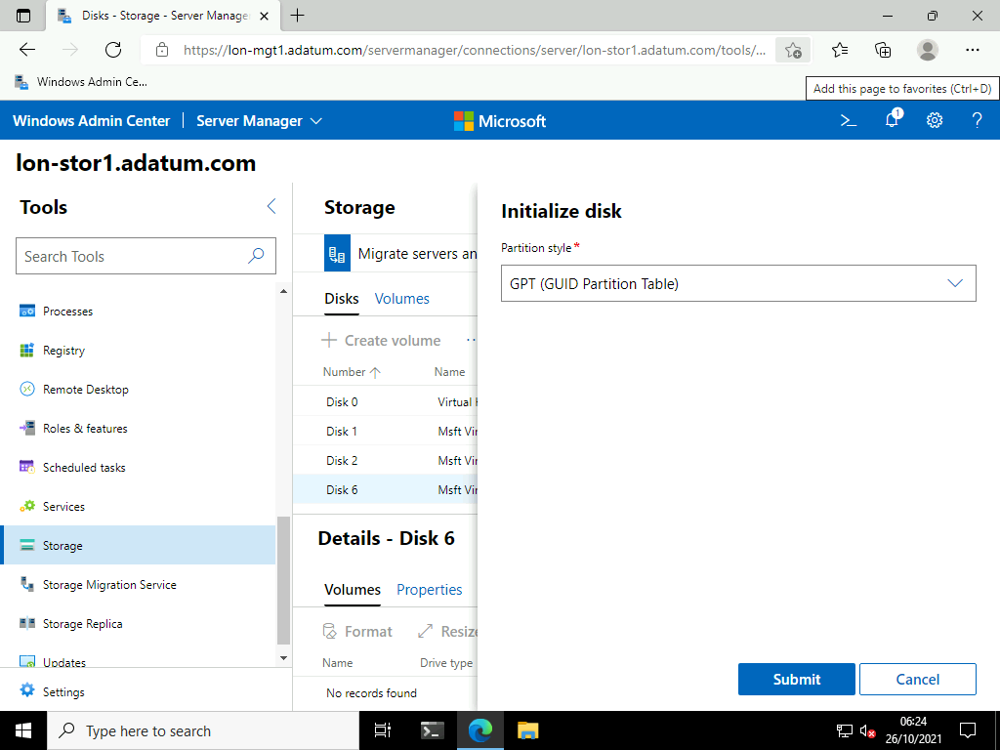 Disks - Storage - Server Manage
https://lon-mgt1.adatum.com/servermanager/connections/server/lon-stor1.adatum.com/tools/...
Windows Admin Ce...
Add this page to favorites (Ctrl+D)
Windows Admin Center
Server Manager
Microsoft
1
lon-stor1.adatum.com
Tools
Search Tools
Processes
Registry
Remote Desktop
Roles & features
Scheduled tasks
Services
Storage
Storage Migration Service
Storage Replica
Updates
Settings
Storage
Migrate servers an
Disks Volumes
Create volume
Number Name
Disk 0 Virtual
Disk 1 Msft Vir
Disk 2 Msft Vir
Disk 6 Msft Vir
Details - Disk 6
Volumes Properties
Format Resize
Name Drive type
No records found
Initialize disk
Partition style*
GPT (GUID Partition Table)
Submit Cancel
Type here to search
06:24
26/10/2021